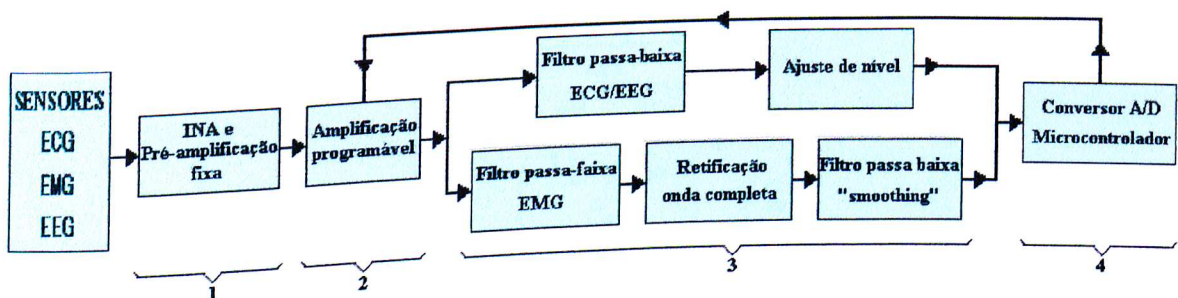 SENSORES
ECG
EMG
EEG
INA e
Pré-amplificação
fixa
Amplificação
programável
Filtro passa-baixa
ECG/EEG
Ajuste de nível
Filtro passa-faixa
EMG
Retificação
onda completa
Filtro passa baixa
"smoothing"
Conversor A/D
Microcontrolador
1
2
3
4